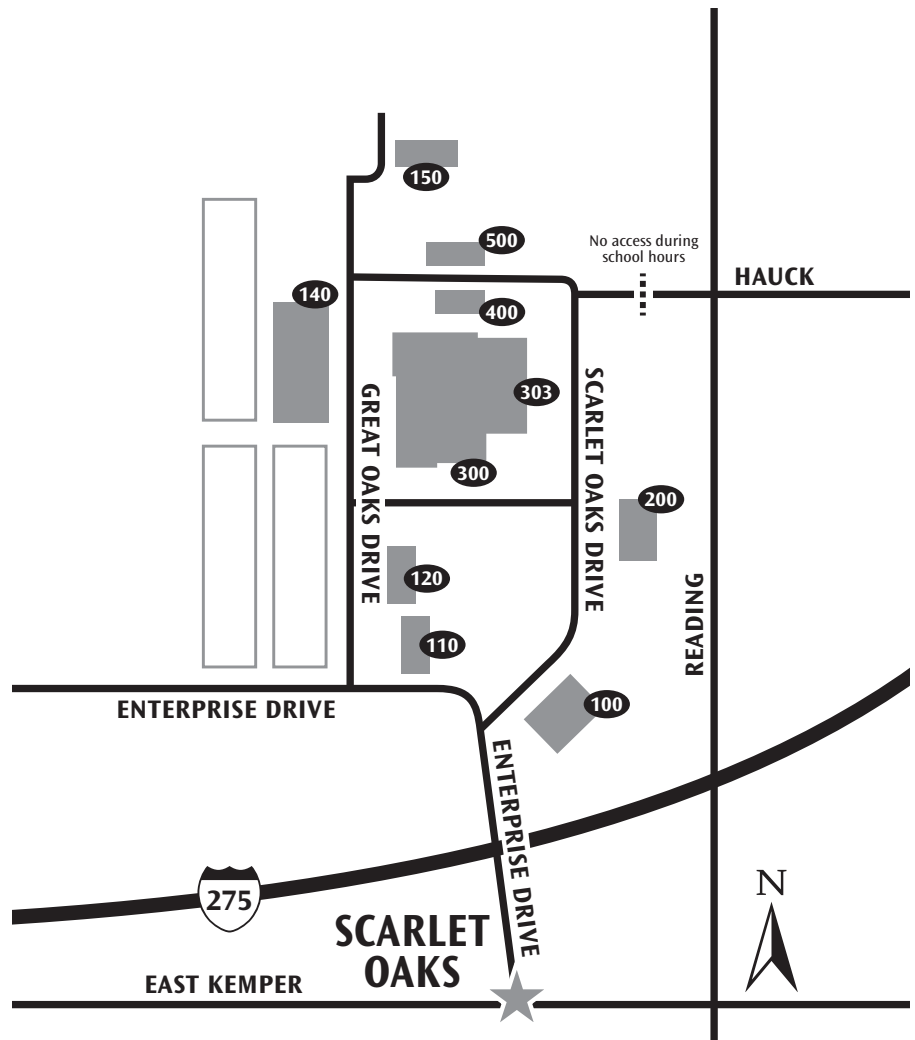 150
500
No access during
school hours
HAUCK
140
400
303
GREAT OAKS DRIVE
SCARLET OAKS DRIVE
300
200
120
READING
110
ENTERPRISE DRIVE
100
ENTERPRISE DRIVE
275
N
SCARLET
OAKS
EAST KEMPER